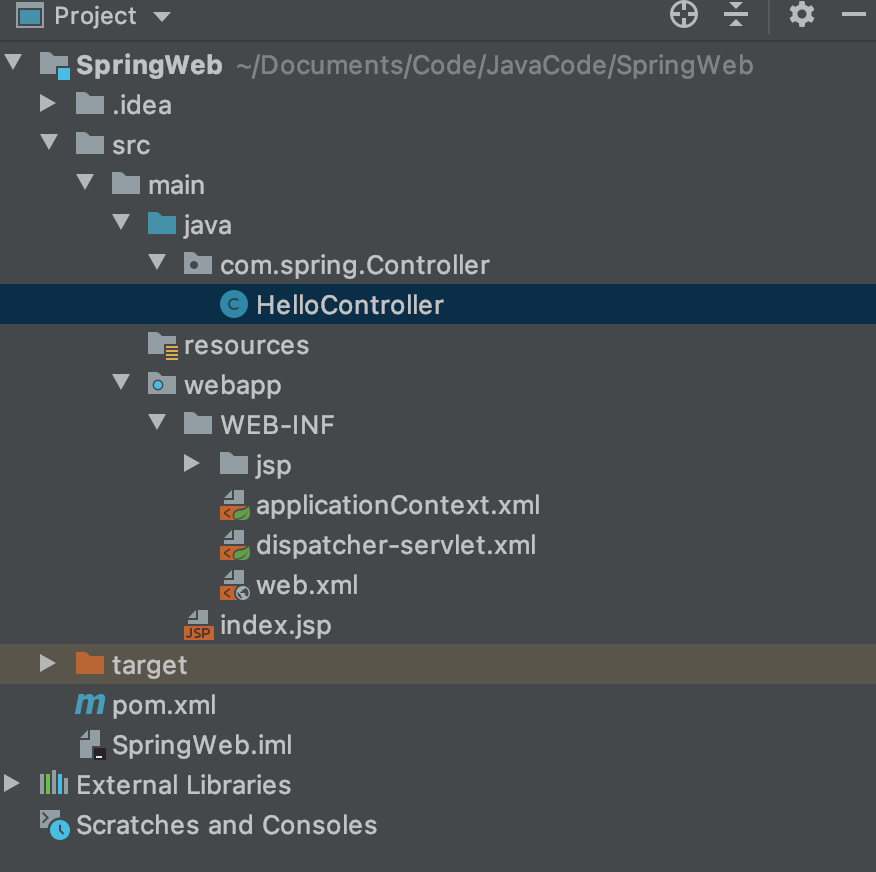 Project
SpringWeb ~/Documents/Code/JavaCode/SpringWeb
.idea
src
main
java
com.spring.Controller
C HelloController
resources
webapp
WEB-INF
jsp
applicationContext.xml
dispatcher-servlet.xml
web.xml
JSP index.jsp
target
m pom.xml
SpringWeb.iml
External Libraries
Scratches and Consoles